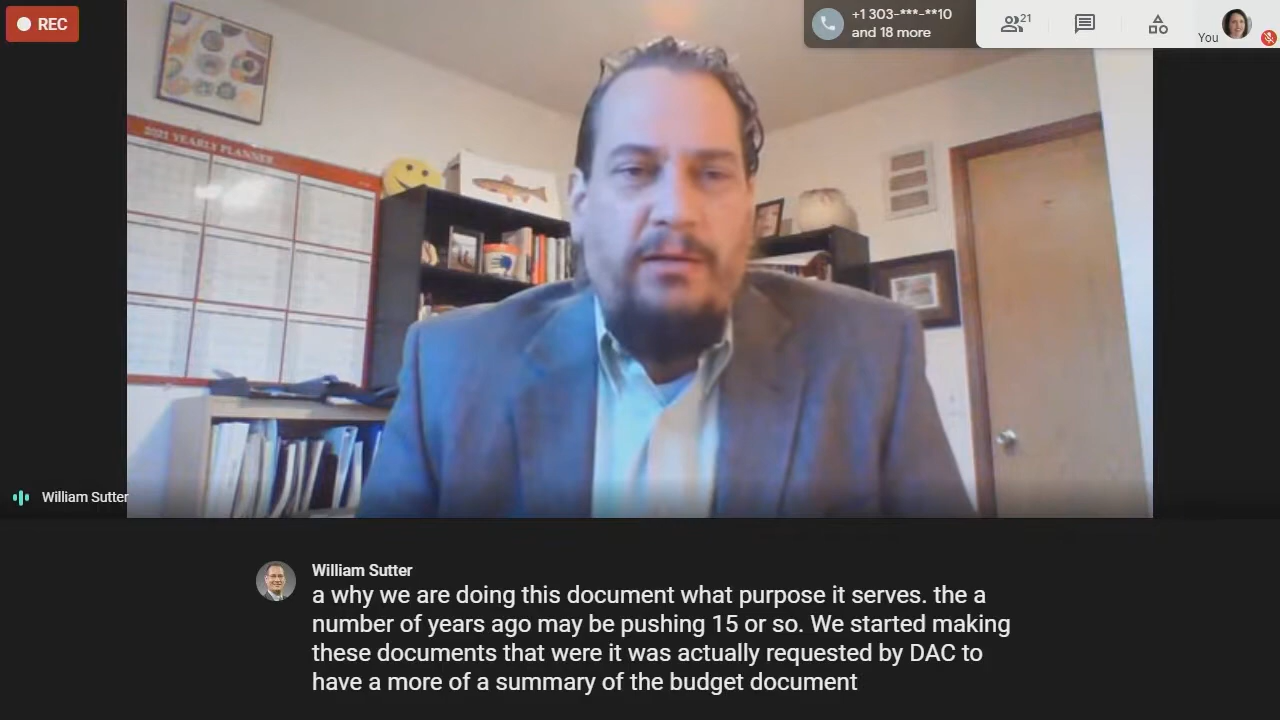 REC
+1 303-***-**10
and 18 more
21
You
2021 YEARLY PLANNER
William Sutter
William Sutter
a why we are doing this document what purpose it serves. the a
number of years ago may be pushing 15 or so. We started making
these documents that were it was actually requested by DAC to
have a more of a summary of the budget document